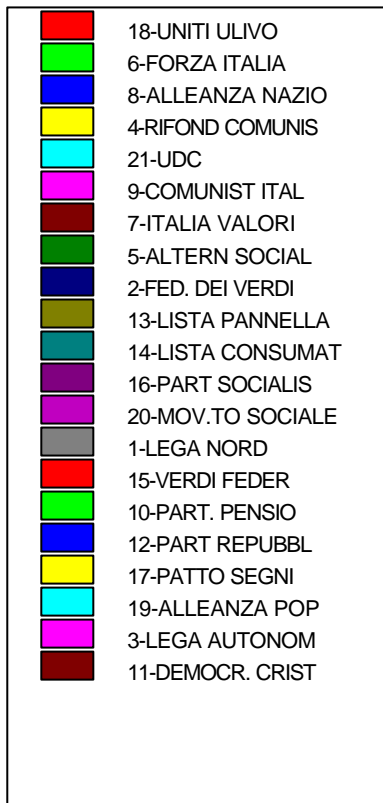 18-UNITI ULIVO
6-FORZA ITALIA
8-ALLEANZA NAZIO
4-RIFOND COMUNIS
21-UDC
9-COMUNIST ITAL
7-ITALIA VALORI
5-ALTERN SOCIAL
2-FED. DEI VERDI
13-LISTA PANNELLA
14-LISTA CONSUMAT
16-PART SOCIALIS
20-MOV.TO SOCIALE
1-LEGA NORD
15-VERDI FEDER
10-PART. PENSIO
12-PART REPUBBL
17-PATTO SEGNI
19-ALLEANZA POP
3-LEGA AUTONOM
11-DEMOCR. CRIST